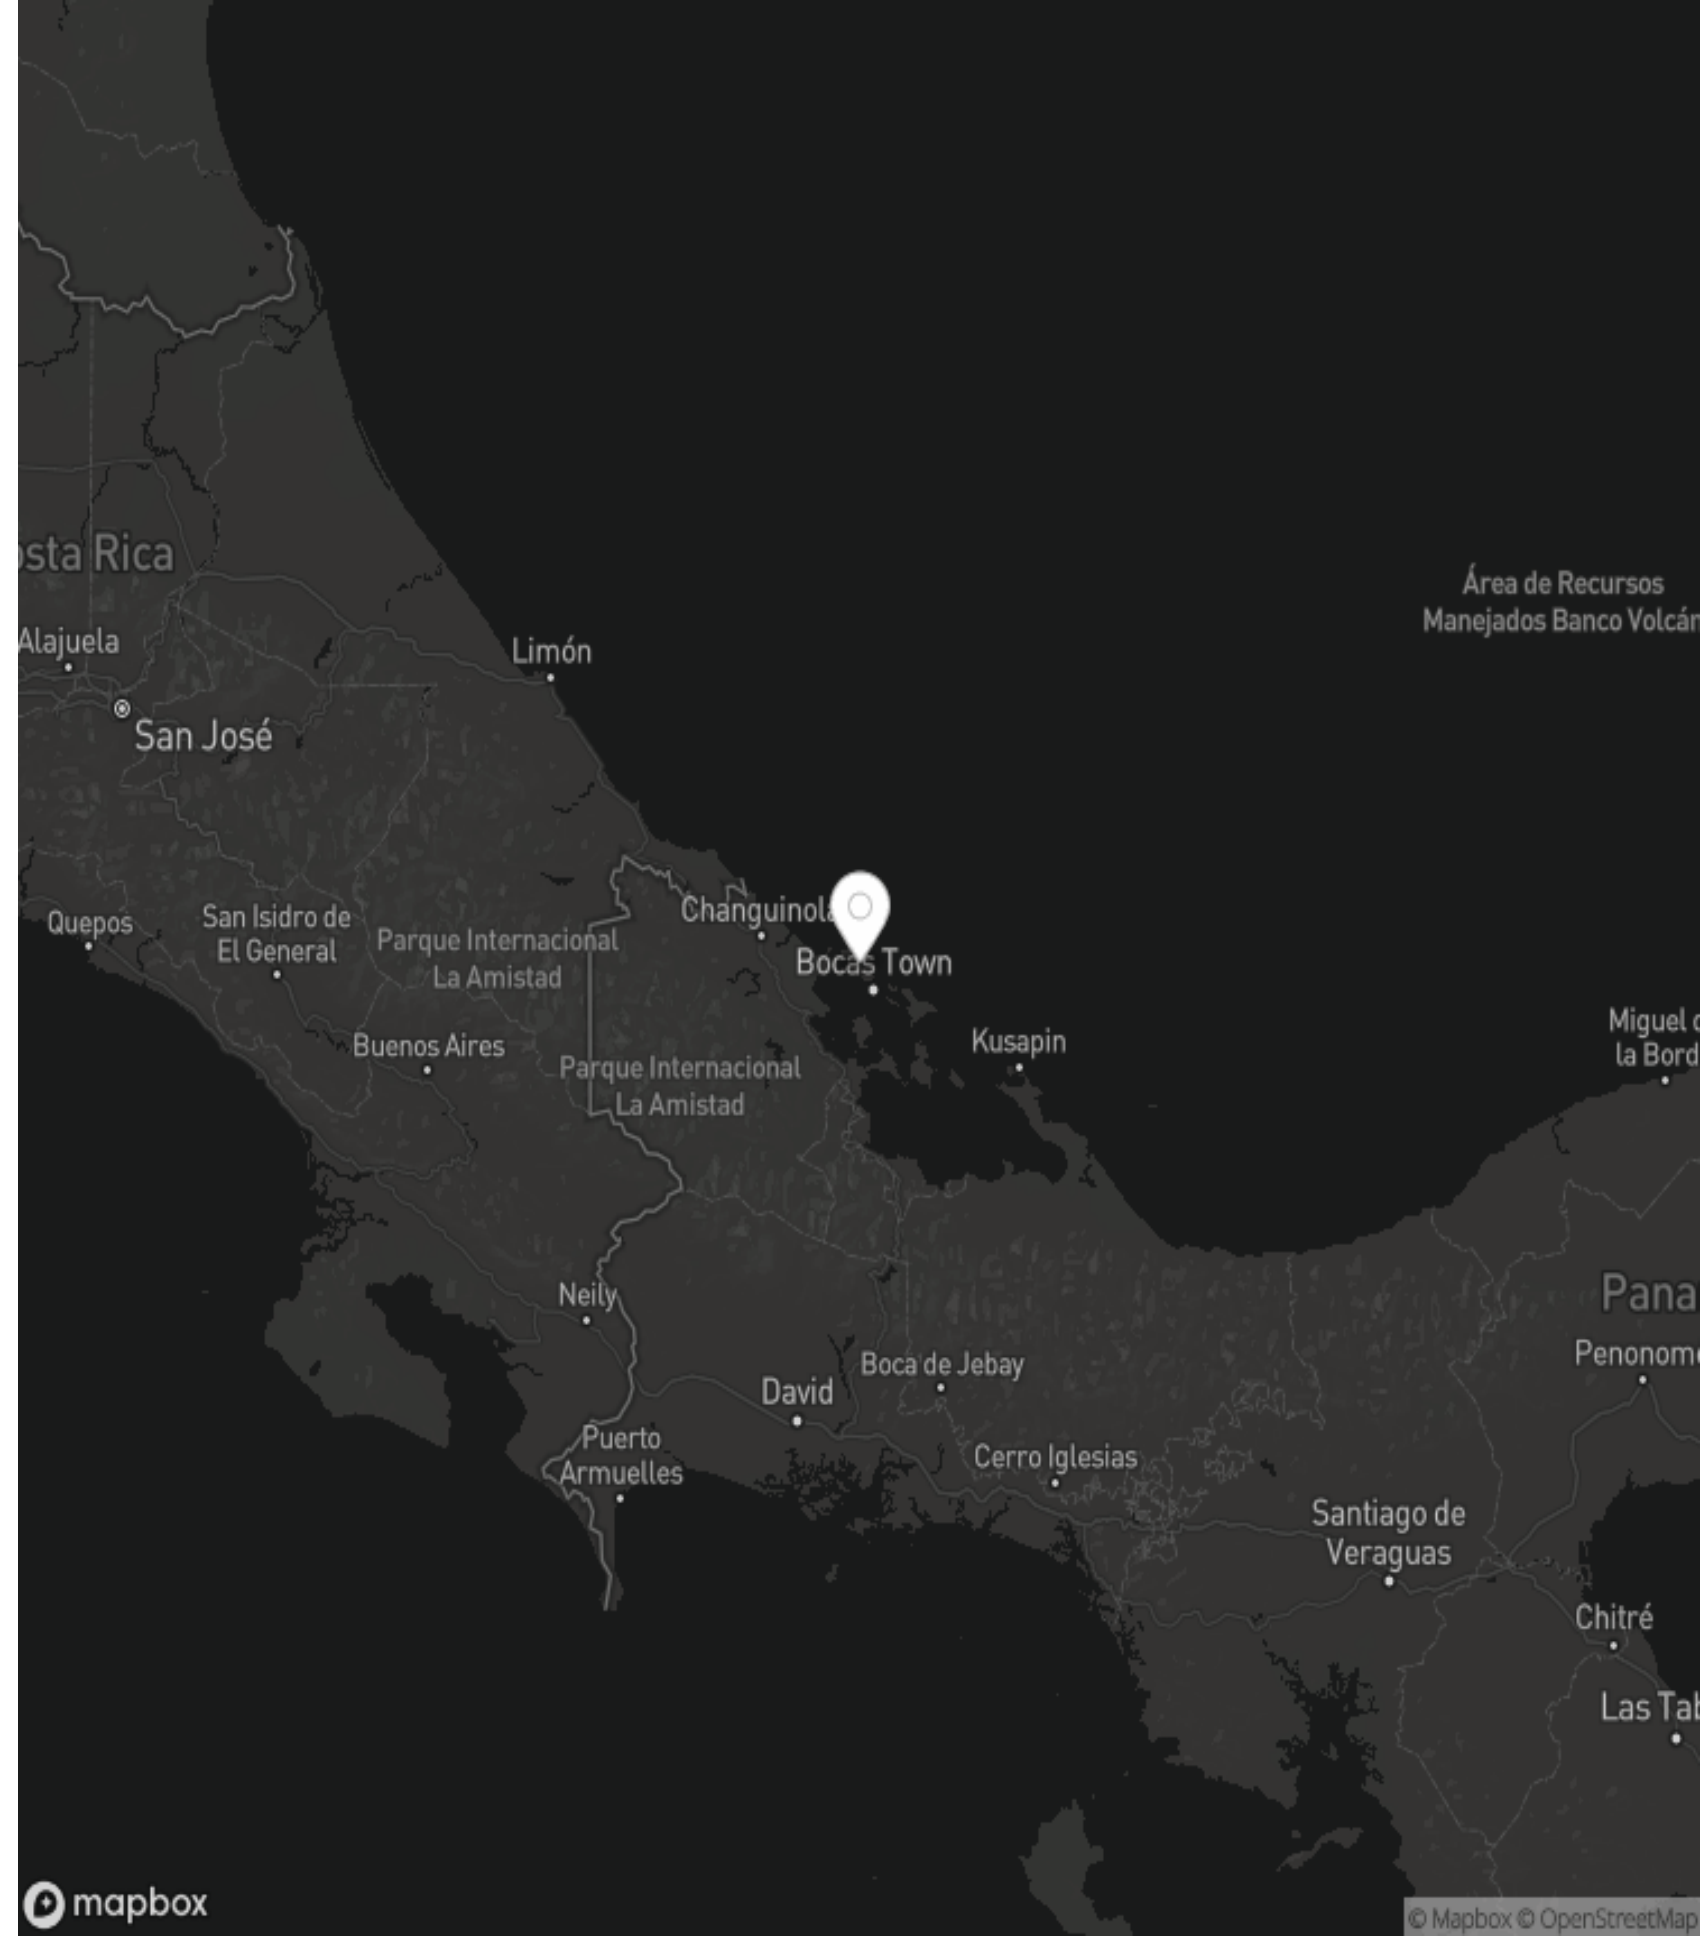 osta Rica
Área de Recursos
Manejados Banco Volcán
Alajuela
Limón
San José
Changuinola
Quepos
San Isidro de
El General
Parque Internacional
La Amistad
Bocas Town
Miguel d
la Bord
Kusapin
Buenos Aires
Parque Internacional
La Amistad
Neily
Pana
Penonomé
Boca de Jebay
David
Puerto
Armuelles
Cerro Iglesias
Santiago de
Veraguas
Chitré
Las Tab
mapbox
© Mapbox © OpenStreetMap